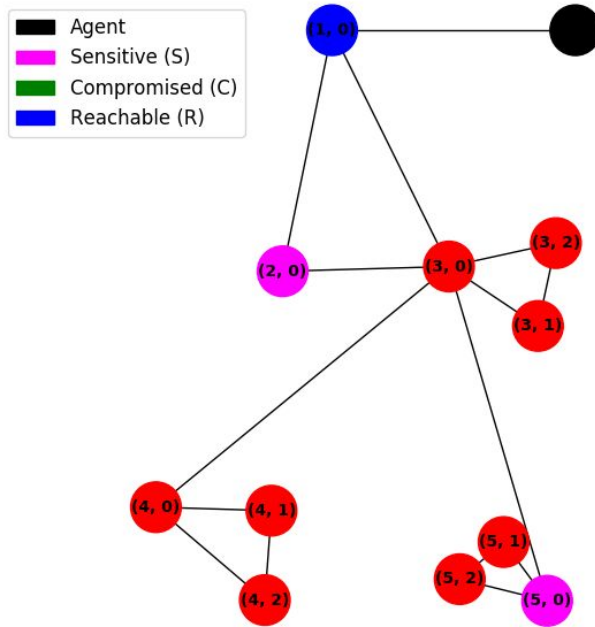 Agent
Sensitive (S)
Compromised (C)
Reachable (R)
(1, 0)
(3, 2)
(2, 0)
(3, 0)
(3, 1)
(4, 0)
(4, 1)
(5, 1)
(5, 2)
(4, 2)
(5, 0)